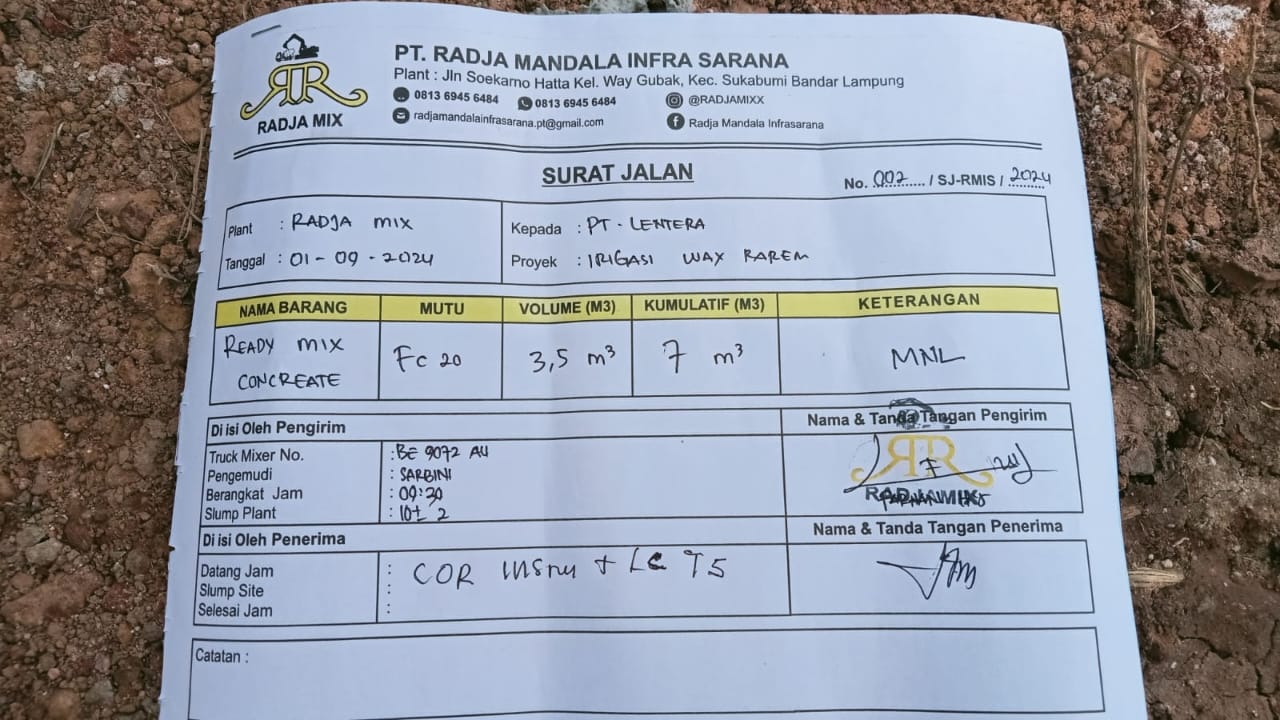 PT. RADJA MANDALA INFRA SARANA
Plant : Jln Soekarno Hatta Kel. Way Gubak, Kec. Sukabumi Bandar Lampung
0813 6945 6484 0813 6945 6484 @RADJAMIXX
radjamandalainfrasarana.pt@gmail.com Radja Mandala Infrasarana
RR
RADJA MIX
SURAT JALAN
No. 002 / SJ-RMIS / 2024
Plant : RADJA MIX
Tanggal : 01-09-2024
Kepada : PT. LENTERA
Proyek : IRIGASI WAY RAREM
NAMA BARANG MUTU VOLUME (M3) KUMULATIF (M3) KETERANGAN
READY MIX CONCREATE Fc 20 3,5 m³ 7 m³ MNL
Di isi Oleh Pengirim Nama & Tanda Tangan Pengirim
Truck Mixer No. : BE 9072 AU
Pengemudi : SARBINI
Berangkat Jam : 09:30
Slump Plant : 10± 2
RR
RADJA MIX
Di isi Oleh Penerima Nama & Tanda Tangan Penerima
Datang Jam : COR
Slump Site :
Selesai Jam :
Catatan :